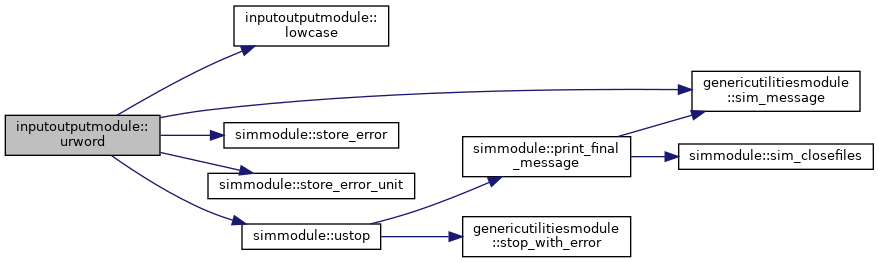 inputoutputmodule::
lowcase
genericutilitiesmodule
::sim_message
inputoutputmodule::
urword
simmodule::store_error
simmodule::print_final
_message
simmodule::sim_closefiles
simmodule::store_error_unit
simmodule::ustop
genericutilitiesmodule
::stop_with_error